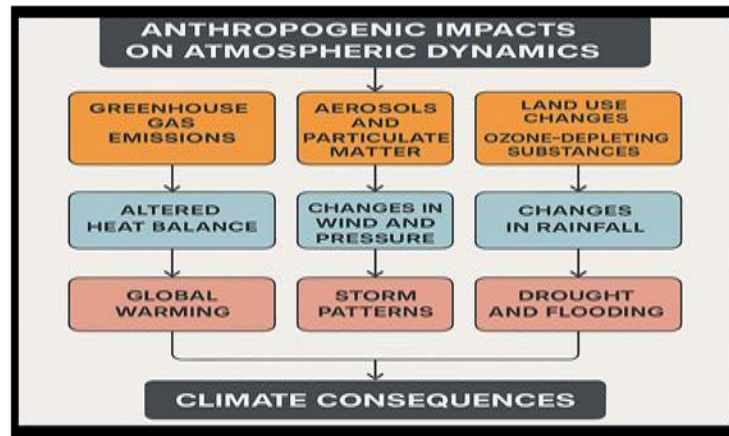 ANTHROPOGENIC IMPACTS
ON ATMOSPHERIC DYNAMICS
GREENHOUSE
GAS
EMISSIONS
AEROSOLS
AND
PARTICULATE
MATTER
LAND USE
CHANGES
OZONE-DEPLETING
SUBSTANCES
ALTERED
HEAT BALANCE
CHANGES IN
WIND AND
PRESSURE
CHANGES
IN RAINFALL
GLOBAL
WARMING
STORM
PATTERNS
DROUGHT
AND FLOODING
CLIMATE CONSEQUENCES